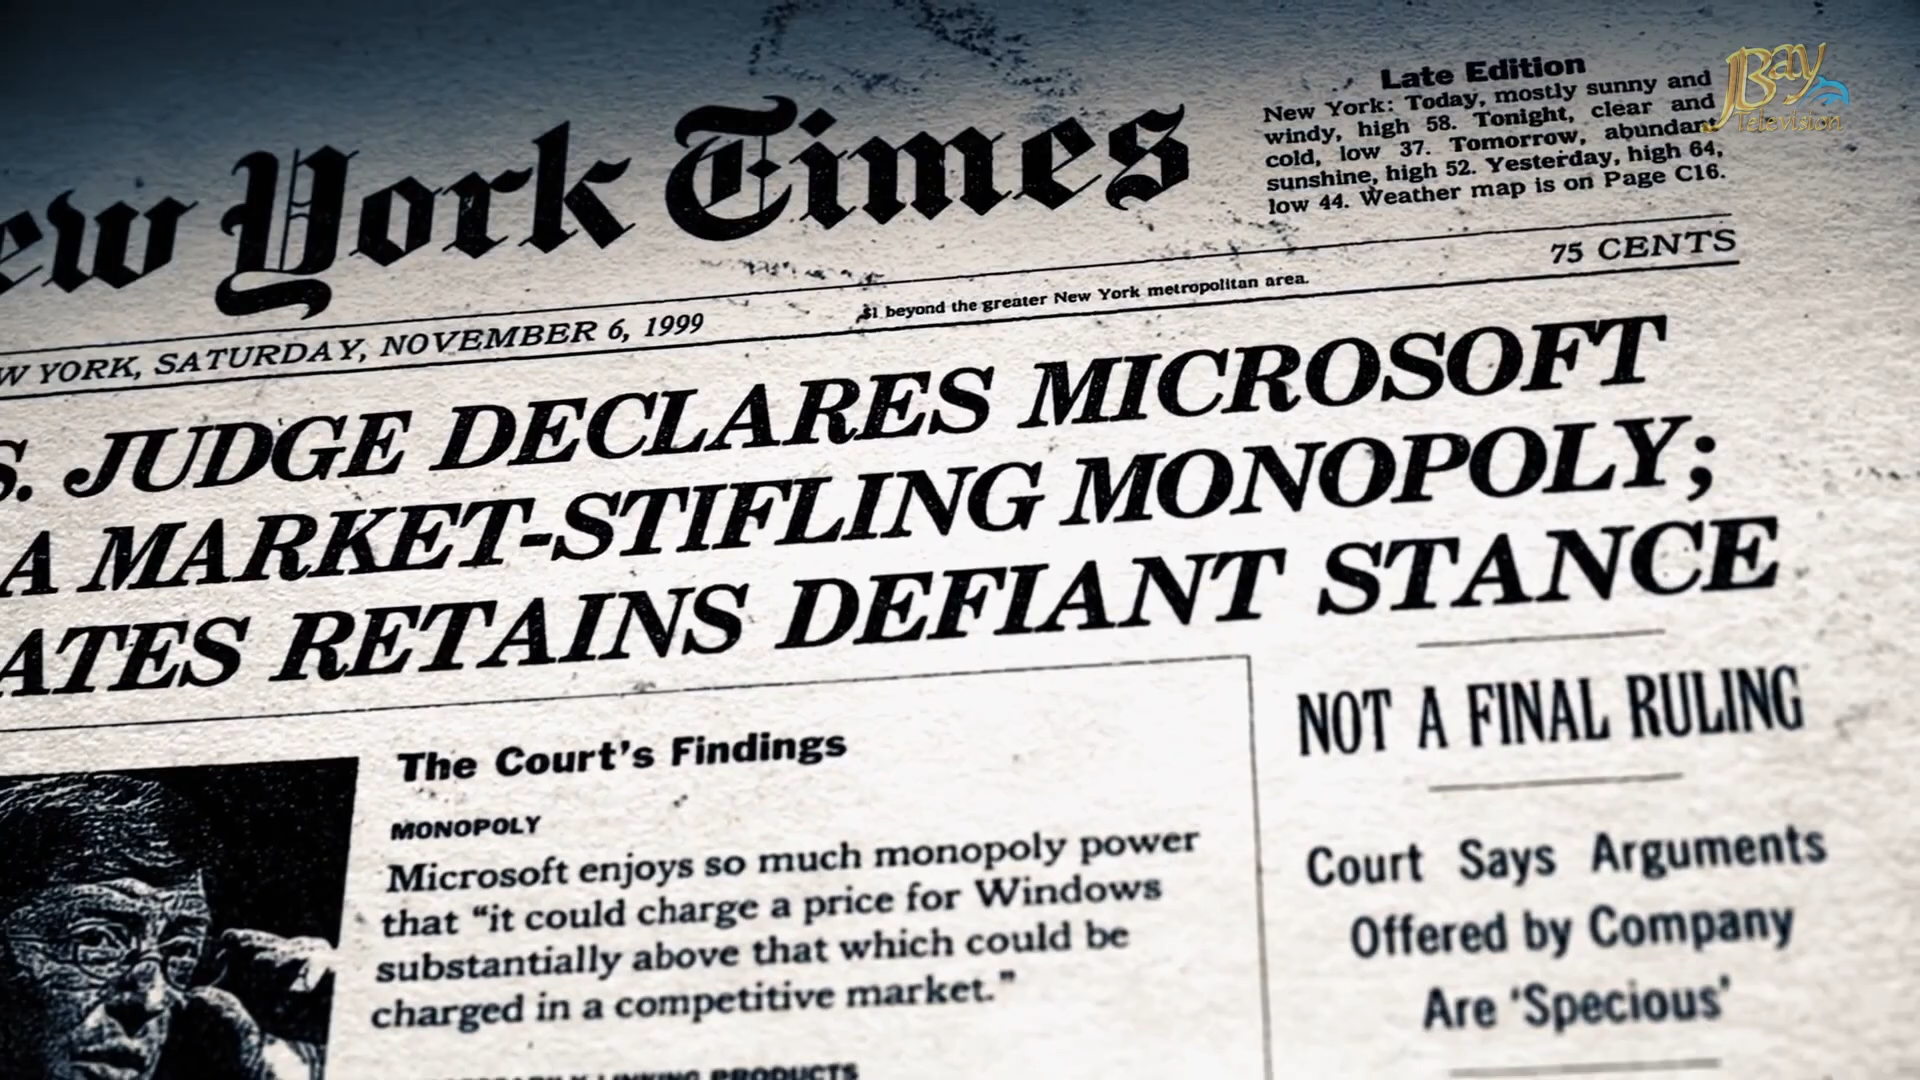 ew York Times
Late Edition
New York: Today, mostly sunny and
windy, high 58. Tonight, clear and
cold, low 37. Tomorrow, abundant
sunshine, high 52. Yesterday, high 64,
low 44. Weather map is on Page C16.
JBay
Television
W YORK, SATURDAY, NOVEMBER 6, 1999
$1 beyond the greater New York metropolitan area.
75 CENTS
S. JUDGE DECLARES MICROSOFT
A MARKET-STIFLING MONOPOLY;
ATES RETAINS DEFIANT STANCE
The Court's Findings
MONOPOLY
Microsoft enjoys so much monopoly power
that “it could charge a price for Windows
substantially above that which could be
charged in a competitive market.”
LINKING PRODUCTS
NOT A FINAL RULING
Court Says Arguments
Offered by Company
Are ‘Specious’